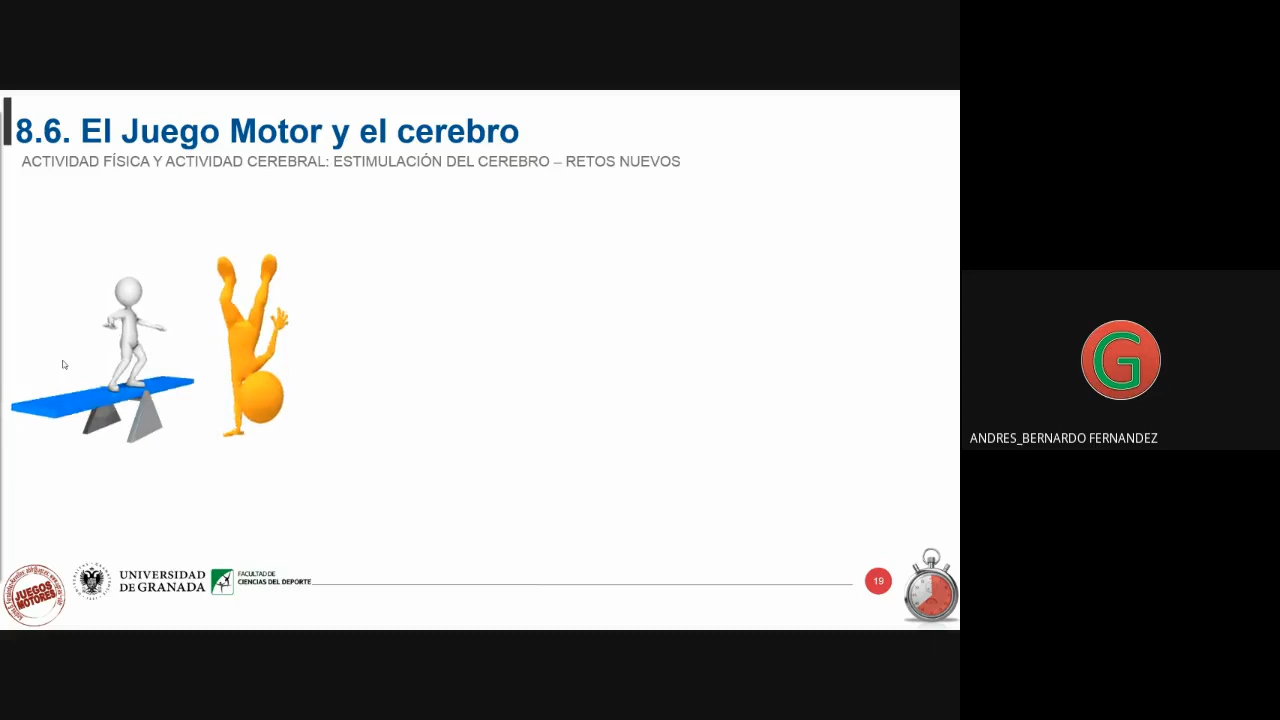 8.6. El Juego Motor y el cerebro
ACTIVIDAD FÍSICA Y ACTIVIDAD CEREBRAL: ESTIMULACIÓN DEL CEREBRO – RETOS NUEVOS
G
ANDRES_BERNARDO FERNANDEZ
JUEGOS
MOTORES
UNIVERSIDAD
DE GRANADA
FACULTAD DE
CIENCIAS DEL DEPORTE
19